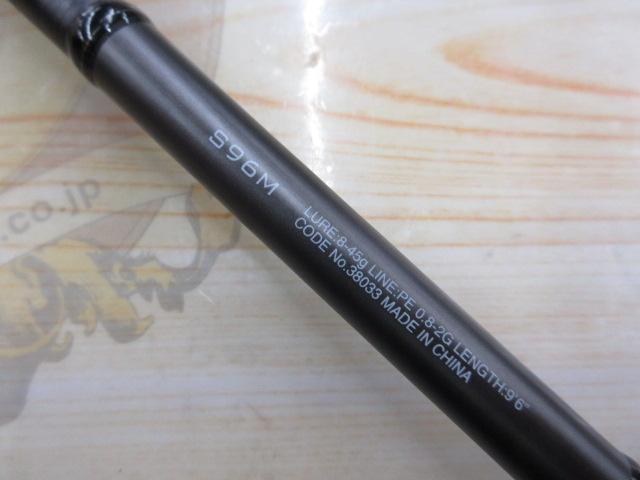 S96M
LURE:8-45g LINE:PE 0.8-2G LENGTH:9'6"
CODE No.38033 MADE IN CHINA
.co.jp